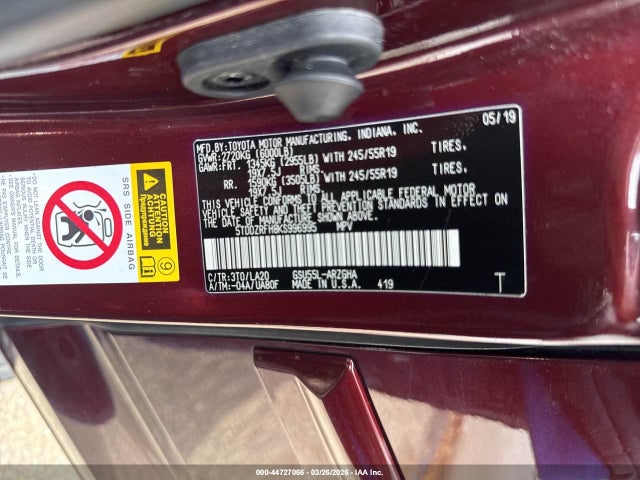 MFD. BY: TOYOTA MOTOR MANUFACTURING, INDIANA, INC. 05/19
GVWR: 2720KG (6000LB)
GAWR: FRT. 1345KG (2955LB) WITH 245/55R19 TIRES,
19X7.5J RIMS
RR. 1590KG (3505LB) WITH 245/55R19 TIRES,
19X7.5J RIMS
THIS VEHICLE CONFORMS TO ALL APPLICABLE FEDERAL MOTOR
VEHICLE SAFETY AND THEFT PREVENTION STANDARDS IN EFFECT
ON THE DATE OF MANUFACTURE SHOWN ABOVE.
5TDDZRFH8KS996995 MPV
C/TR: 3T0/LA20 GSU55L-ARZGHA
A/TM: -04A/UA80F MADE IN U.S.A. 419 T
SRS SIDE AIRBAG
ATTENTION
ACHTUNG
9
00-44727066 | 03/26/2026 | IAA Inc.